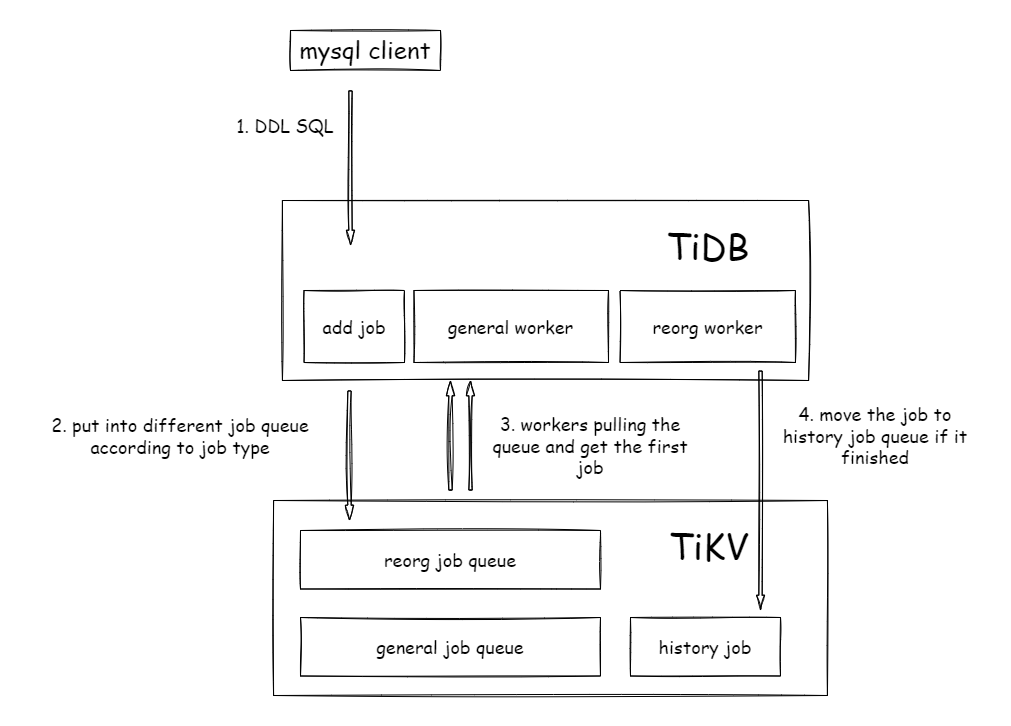 mysql client
1. DDL SQL
TiDB
add job
general worker
reorg worker
2. put into different job queue
according to job type
3. workers pulling the
queue and get the first
job
4. move the job to
history job queue if it
finished
TiKV
reorg job queue
general job queue
history job